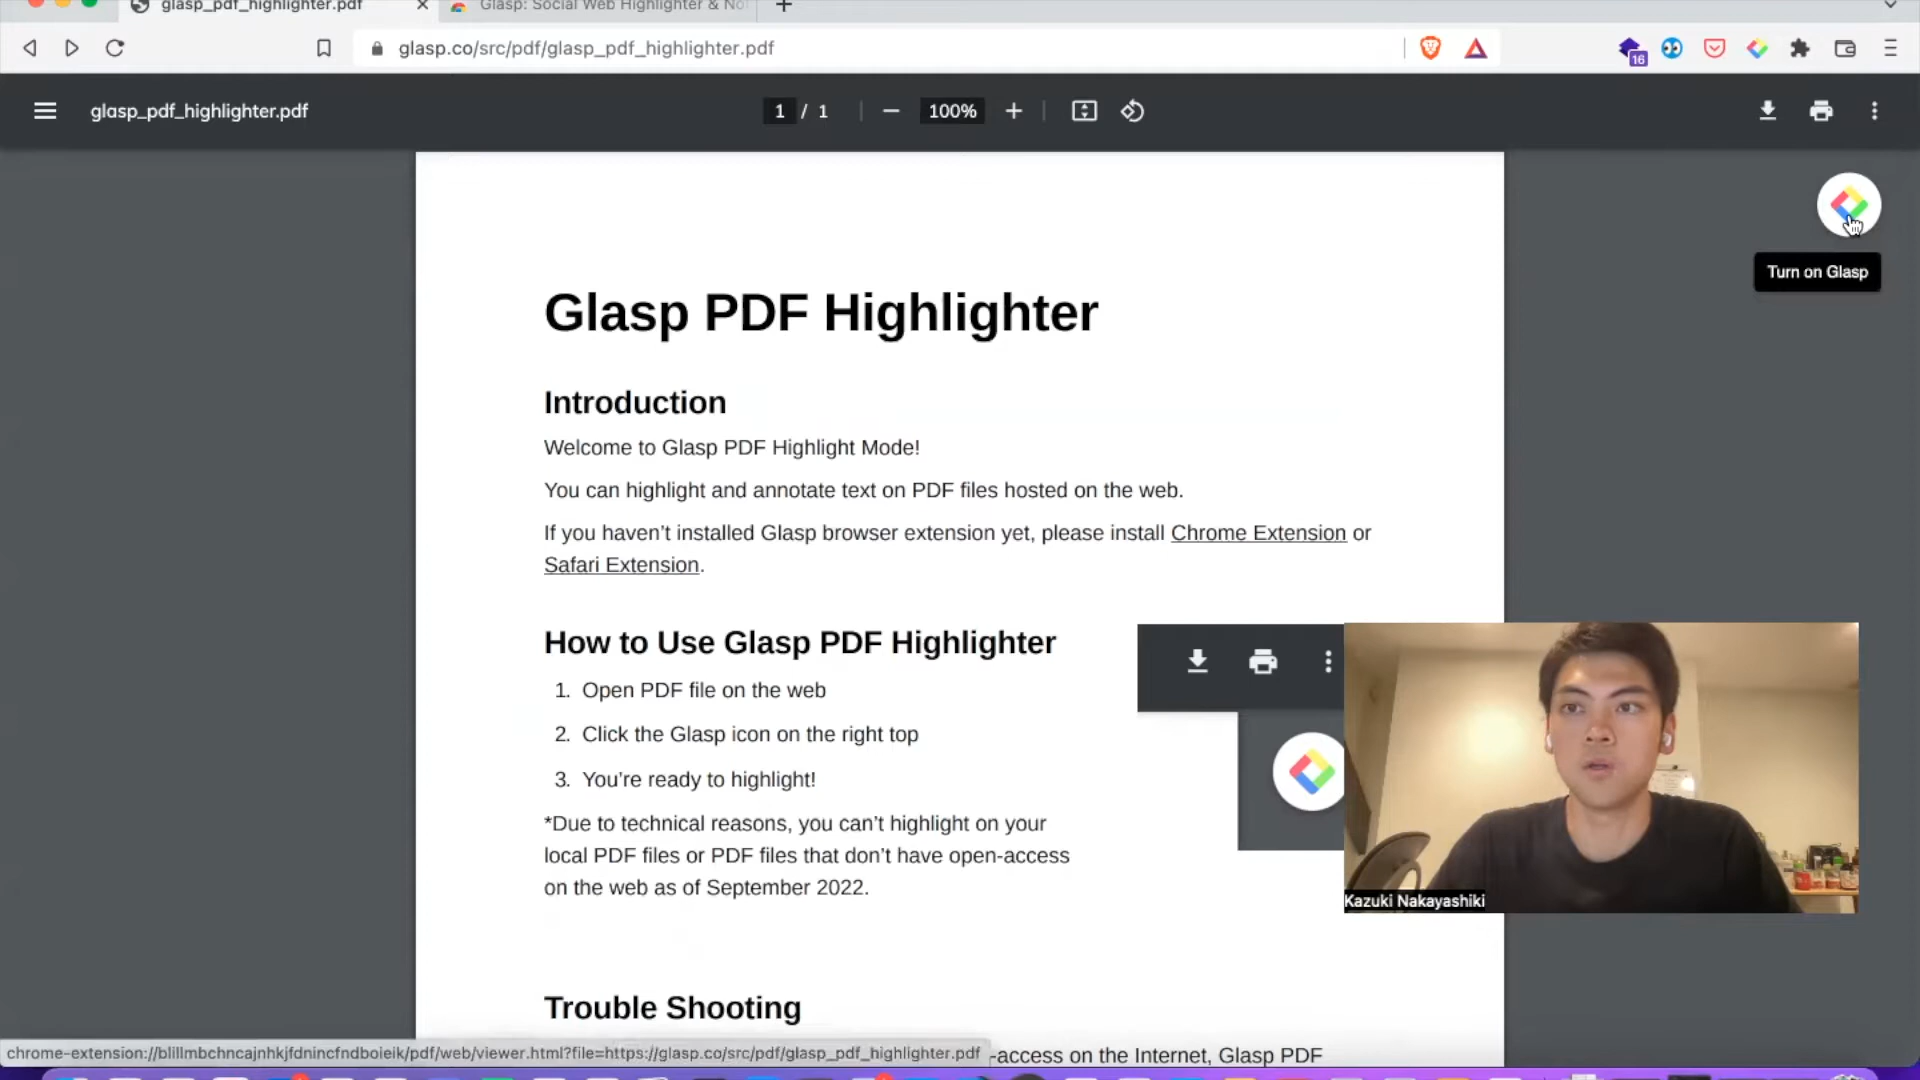 glasp_pdf_highlighter.pdf
Glasp: Social Web Highlighter & No
glasp.co/src/pdf/glasp_pdf_highlighter.pdf
16
glasp_pdf_highlighter.pdf
1 / 1
100%
Turn on Glasp
Glasp PDF Highlighter
Introduction
Welcome to Glasp PDF Highlight Mode!
You can highlight and annotate text on PDF files hosted on the web.
If you haven’t installed Glasp browser extension yet, please install Chrome Extension or
Safari Extension.
How to Use Glasp PDF Highlighter
1. Open PDF file on the web
2. Click the Glasp icon on the right top
3. You’re ready to highlight!
*Due to technical reasons, you can’t highlight on your
local PDF files or PDF files that don’t have open-access
on the web as of September 2022.
Kazuki Nakayashiki
Trouble Shooting
chrome-extension://blillmbchncajnhkjfdnincfndboieik/pdf/web/viewer.html?file=https://glasp.co/src/pdf/glasp_pdf_highlighter.pdf
-access on the Internet, Glasp PDF